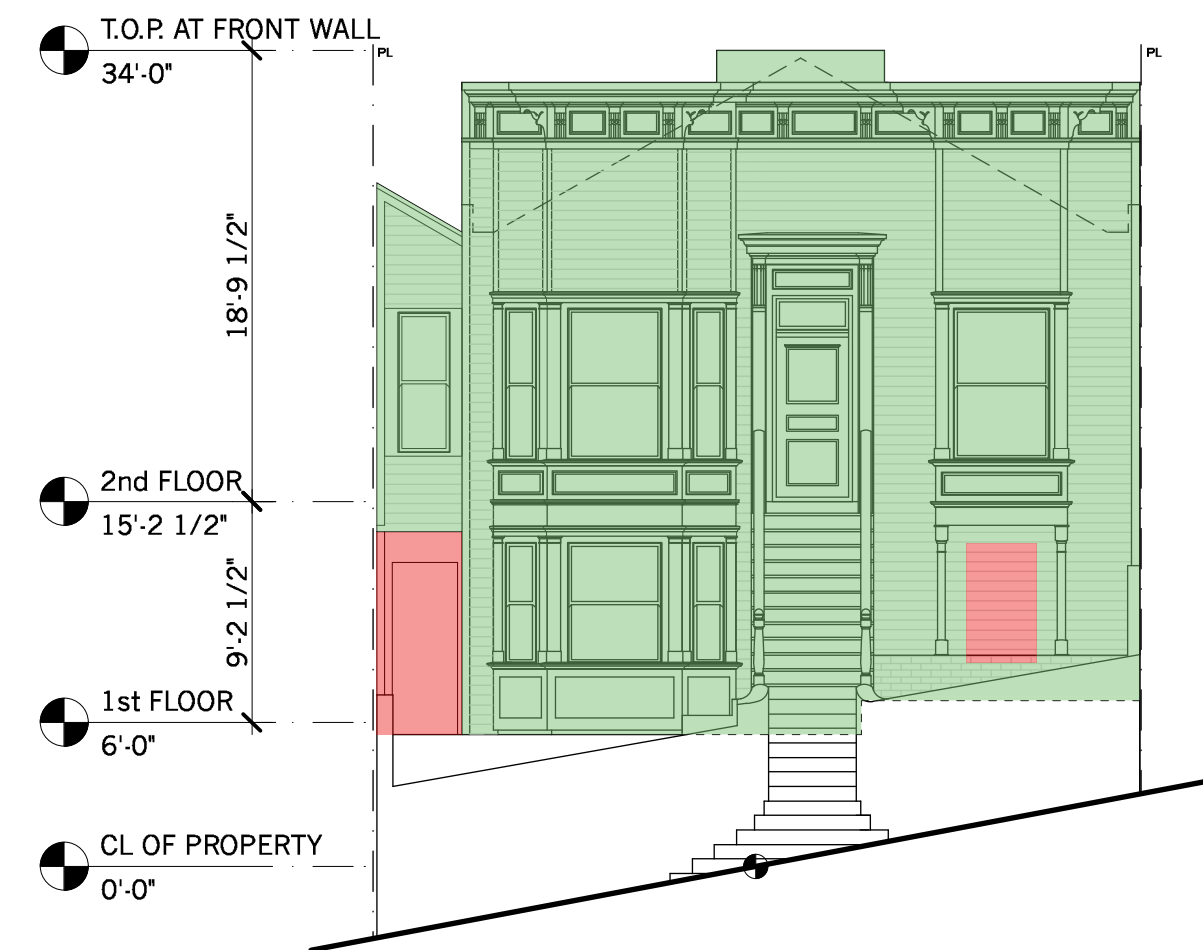 T.O.P. AT FRONT WALL
34'-0"
PL
PL
18'-9 1/2"
2nd FLOOR
15'-2 1/2"
9'-2 1/2"
1st FLOOR
6'-0"
CL OF PROPERTY
0'-0"